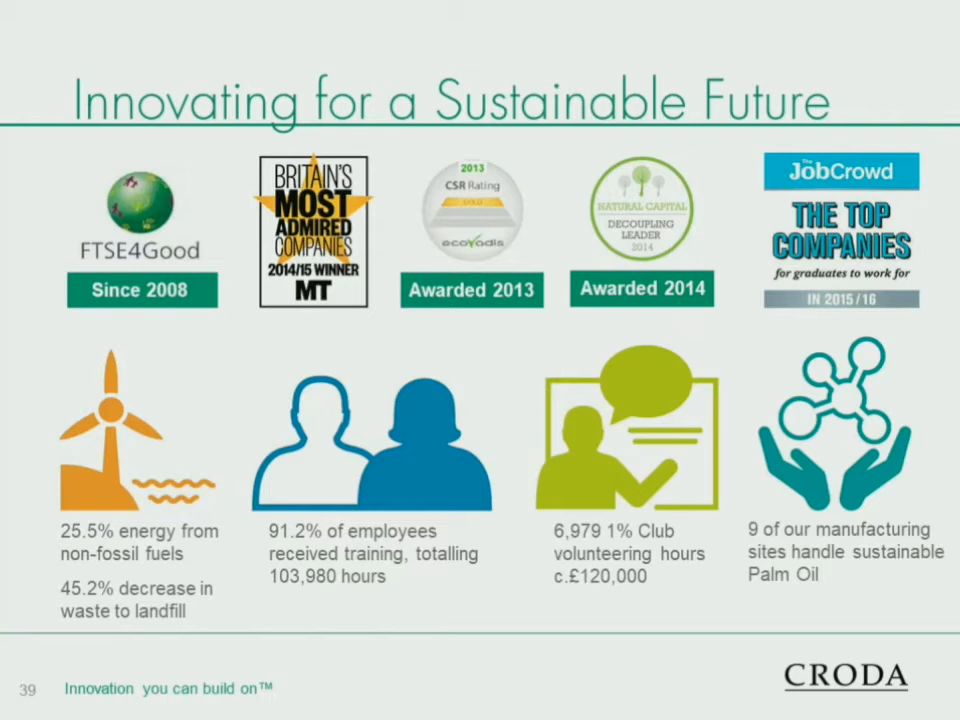 Innovating for a Sustainable Future
FTSE4Good
Since 2008
BRITAIN'S
MOST
ADMIRED
COMPANIES
2014/15 WINNER
MT
2013
CSR Rating
GOLD
ecovadis
Awarded 2013
NATURAL CAPITAL
DECOUPLING
LEADER
2014
Awarded 2014
The
JobCrowd
THE TOP
COMPANIES
for graduates to work for
IN 2015/16
25.5% energy from
non-fossil fuels
45.2% decrease in
waste to landfill
91.2% of employees
received training, totalling
103,980 hours
6,979 1% Club
volunteering hours
c.£120,000
9 of our manufacturing
sites handle sustainable
Palm Oil
39
Innovation you can build on™
CRODA